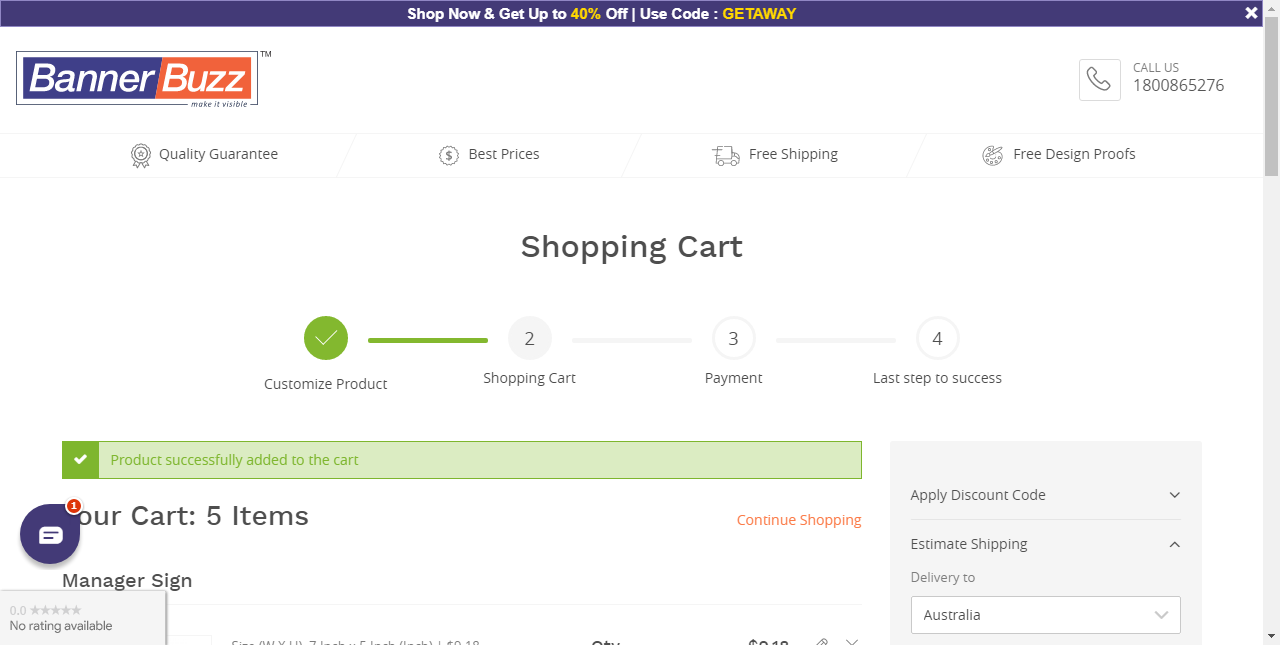 Shop Now & Get Up to 40% Off | Use Code : GETAWAY
BannerBuzz TM
make it visible
CALL US
1800865276
Quality Guarantee
Best Prices
Free Shipping
Free Design Proofs
Shopping Cart
2
3
4
Customize Product
Shopping Cart
Payment
Last step to success
Product successfully added to the cart
Your Cart: 5 Items
Continue Shopping
Manager Sign
Size (W X H) 7 Inch x 5 Inch (Inch) | $9.18
Qty
$9.18
Apply Discount Code
Estimate Shipping
Delivery to
Australia
1
0.0
No rating available